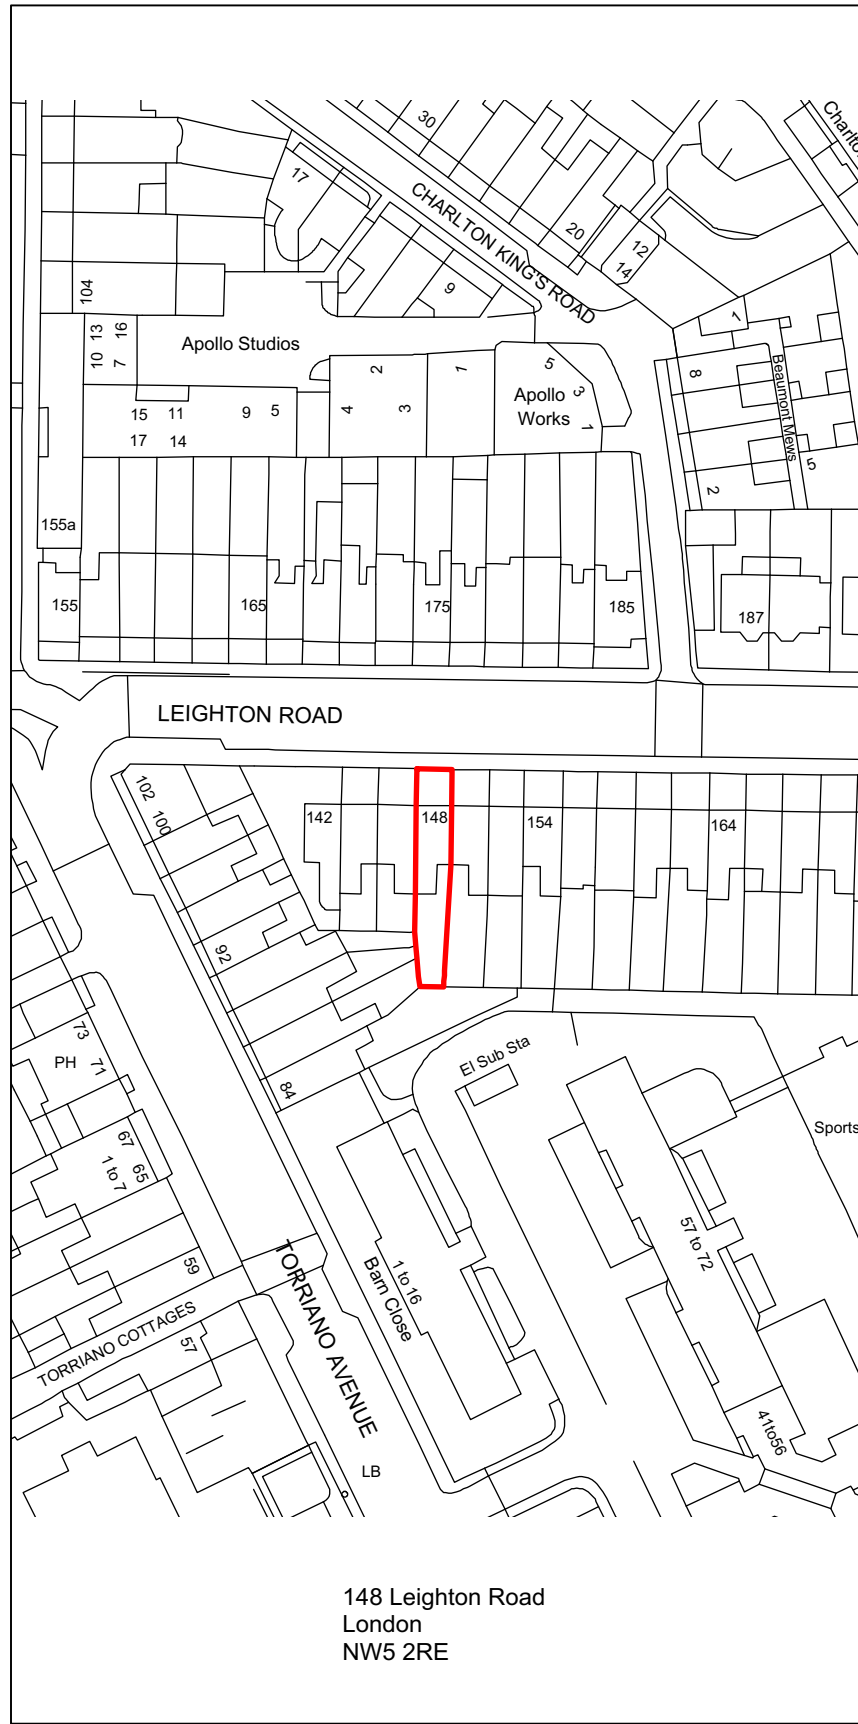 30
Charlto
17
CHARLTON KING'S ROAD
20
12
14
104
9
1
10 13
7 16
Apollo Studios
2
1
5
3
1
Apollo
Works
8
Beaumont Mews
15
11
9
5
4
3
17
14
5
2
155a
155
165
175
185
187
LEIGHTON ROAD
102
100
142
148
154
164
92
73
71
PH
El Sub Sta
84
67
65
1 to 7
Sports
57 to 72
59
1 to 16
Barn Close
TORRIANO AVENUE
TORRIANO COTTAGES
57
41to56
LB
148 Leighton Road
London
NW5 2RE